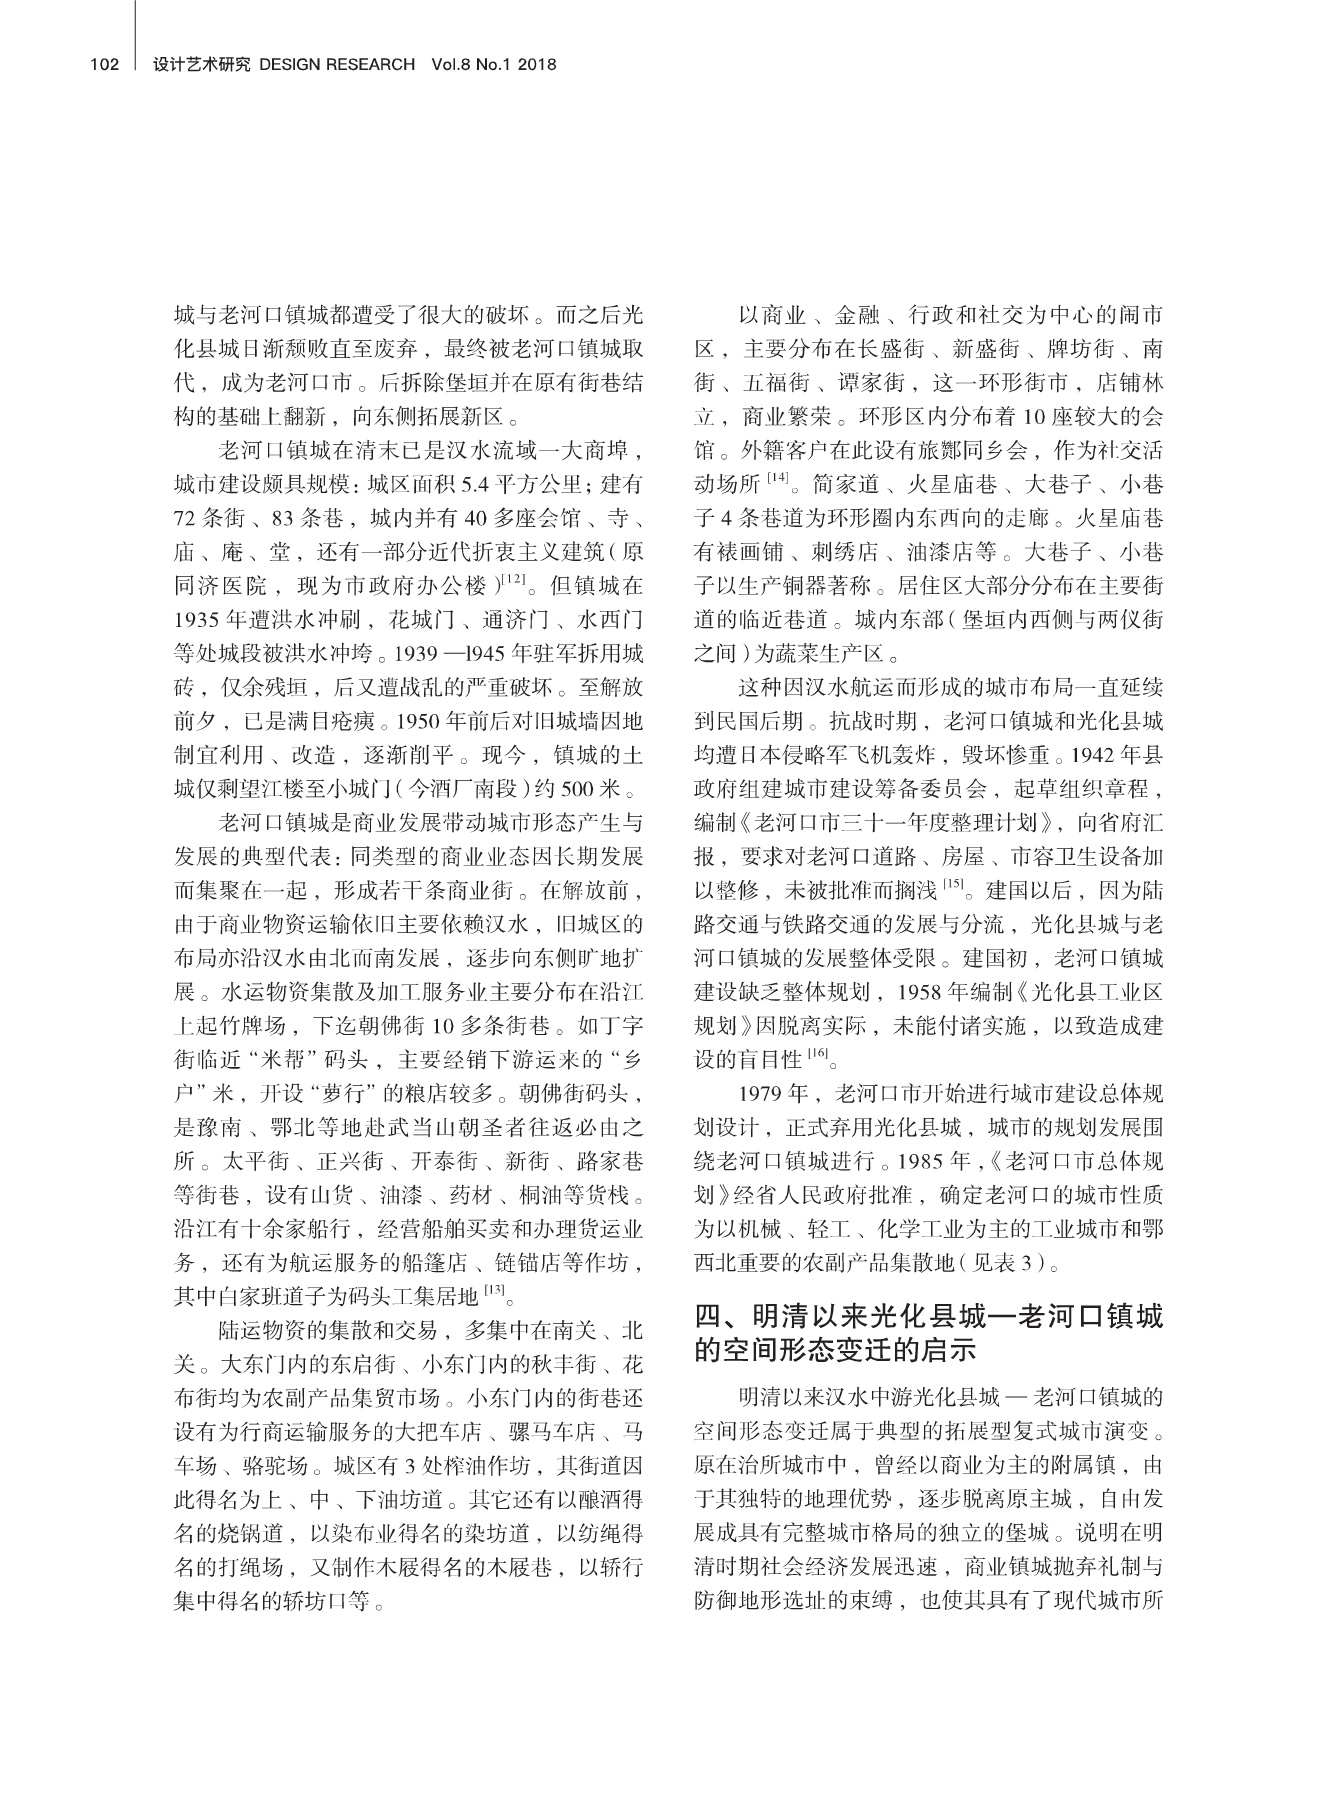 102 设计艺术研究 DESIGN RESEARCH Vol.8 No.1 2018
城与老河口镇城都遭受了很大的破坏。而之后光
化县城日渐颓败直至废弃，最终被老河口镇城取
代，成为老河口市。后拆除堡垣并在原有街巷结
构的基础上翻新，向东侧拓展新区。
老河口镇城在清末已是汉水流域一大商埠，
城市建设颇具规模：城区面积 5.4 平方公里；建有
72 条街、83 条巷，城内并有 40 多座会馆、寺、
庙、庵、堂，还有一部分近代折衷主义建筑（原
同济医院，现为市政府办公楼）[12]。但镇城在
1935 年遭洪水冲刷，花城门、通济门、水西门
等处城段被洪水冲垮。1939 —1945 年驻军拆用城
砖，仅余残垣，后又遭战乱的严重破坏。至解放
前夕，已是满目疮痍。1950 年前后对旧城墙因地
制宜利用、改造，逐渐削平。现今，镇城的土
城仅剩望江楼至小城门（今酒厂南段）约 500 米。
老河口镇城是商业发展带动城市形态产生与
发展的典型代表：同类型的商业业态因长期发展
而集聚在一起，形成若干条商业街。在解放前，
由于商业物资运输依旧主要依赖汉水，旧城区的
布局亦沿汉水由北而南发展，逐步向东侧旷地扩
展。水运物资集散及加工服务业主要分布在沿江
上起竹牌场，下迄朝佛街 10 多条街巷。如丁字
街临近“米帮”码头，主要经销下游运来的“乡
户”米，开设“萝行”的粮店较多。朝佛街码头，
是豫南、鄂北等地赴武当山朝圣者往返必由之
所。太平街、正兴街、开泰街、新街、路家巷
等街巷，设有山货、油漆、药材、桐油等货栈。
沿江有十余家船行，经营船舶买卖和办理货运业
务，还有为航运服务的船篷店、链锚店等作坊，
其中白家班道子为码头工集居地 [13]。
陆运物资的集散和交易，多集中在南关、北
关。大东门内的东启街、小东门内的秋丰街、花
布街均为农副产品集贸市场。小东门内的街巷还
设有为行商运输服务的大把车店、骡马车店、马
车场、骆驼场。城区有 3 处榨油作坊，其街道因
此得名为上、中、下油坊道。其它还有以酿酒得
名的烧锅道，以染布业得名的染坊道，以纺绳得
名的打绳场，又制作木屐得名的木屐巷，以轿行
集中得名的轿坊口等。
以商业、金融、行政和社交为中心的闹市
区，主要分布在长盛街、新盛街、牌坊街、南
街、五福街、谭家街，这一环形街市，店铺林
立，商业繁荣。环形区内分布着 10 座较大的会
馆。外籍客户在此设有旅酂同乡会，作为社交活
动场所 [14]。简家道、火星庙巷、大巷子、小巷
子 4 条巷道为环形圈内东西向的走廊。火星庙巷
有裱画铺、刺绣店、油漆店等。大巷子、小巷
子以生产铜器著称。居住区大部分分布在主要街
道的临近巷道。城内东部（堡垣内西侧与两仪街
之间）为蔬菜生产区。
这种因汉水航运而形成的城市布局一直延续
到民国后期。抗战时期，老河口镇城和光化县城
均遭日本侵略军飞机轰炸，毁坏惨重。1942 年县
政府组建城市建设筹备委员会，起草组织章程，
编制《老河口市三十一年度整理计划》，向省府汇
报，要求对老河口道路、房屋、市容卫生设备加
以整修，未被批准而搁浅 [15]。建国以后，因为陆
路交通与铁路交通的发展与分流，光化县城与老
河口镇城的发展整体受限。建国初，老河口镇城
建设缺乏整体规划，1958 年编制《光化县工业区
规划》因脱离实际，未能付诸实施，以致造成建
设的盲目性 [16]。
1979 年，老河口市开始进行城市建设总体规
划设计，正式弃用光化县城，城市的规划发展围
绕老河口镇城进行。1985 年，《老河口市总体规
划》经省人民政府批准，确定老河口的城市性质
为以机械、轻工、化学工业为主的工业城市和鄂
西北重要的农副产品集散地（见表 3）。
四、明清以来光化县城—老河口镇城
的空间形态变迁的启示
明清以来汉水中游光化县城 — 老河口镇城的
空间形态变迁属于典型的拓展型复式城市演变。
原在治所城市中，曾经以商业为主的附属镇，由
于其独特的地理优势，逐步脱离原主城，自由发
展成具有完整城市格局的独立的堡城。说明在明
清时期社会经济发展迅速，商业镇城抛弃礼制与
防御地形选址的束缚，也使其具有了现代城市所